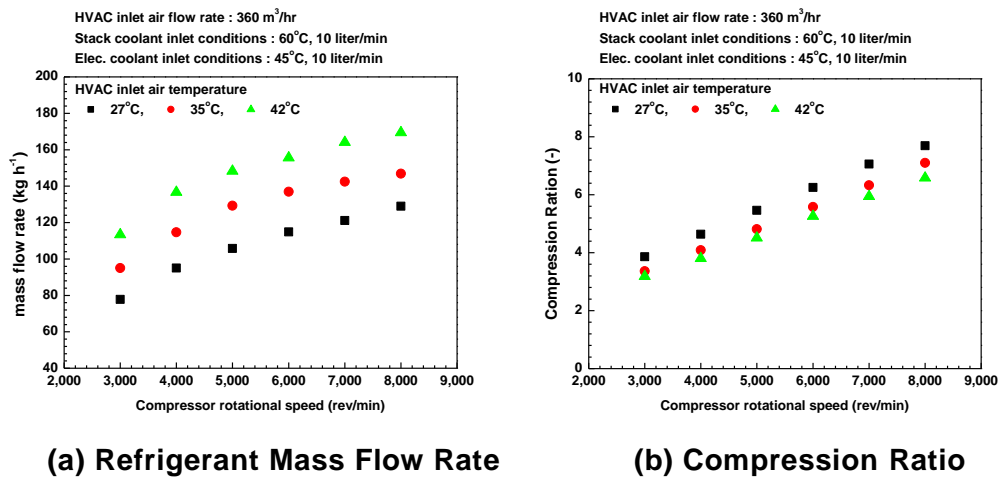 HVAC inlet air flow rate : 360 m³/hr
Stack coolant inlet conditions : 60°C, 10 liter/min
Elec. coolant inlet conditions : 45°C, 10 liter/min
HVAC inlet air temperature
27°C, 35°C, 42°C
200
180
160
140
120
100
80
60
40
mass flow rate (kg h⁻¹)
2,000 3,000 4,000 5,000 6,000 7,000 8,000 9,000
Compressor rotational speed (rev/min)
(a) Refrigerant Mass Flow Rate
HVAC inlet air flow rate : 360 m³/hr
Stack coolant inlet conditions : 60°C, 10 liter/min
Elec. coolant inlet conditions : 45°C, 10 liter/min
HVAC inlet air temperature
27°C, 35°C, 42°C
10
8
6
4
2
0
Compression Ration (-)
2,000 3,000 4,000 5,000 6,000 7,000 8,000 9,000
Compressor rotational speed (rev/min)
(b) Compression Ratio